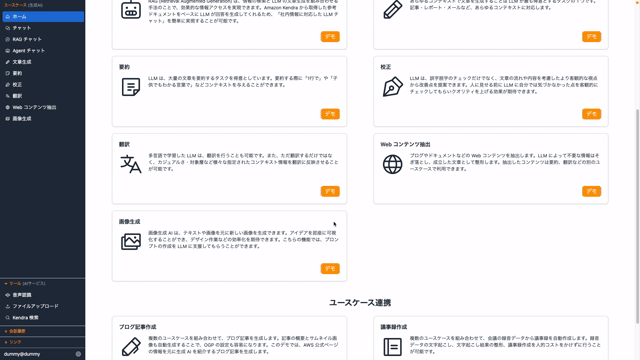 ユースケース (生成AI)
ホーム
チャット
RAG チャット
Agent チャット
文章生成
要約
校正
翻訳
Web コンテンツ抽出
画像生成
ツール (AIサービス)
音声認識
ファイルアップロード
Kendra 検索
会話履歴
リンク
dummy@dummy
手法のことで、効果的な情報アクセスを実現できます。Amazon Kendra から取得した参考
ドキュメントをベースに LLM が回答を生成してくれるため、「社内情報に対応した LLM チ
ャット」を簡単に実現することが可能です。
デモ
記事・レポート・メールなど、あらゆるコンテキストに対応します。
デモ
要約
LLM は、大量の文章を要約するタスクを得意としています。要約する際に「1行で」や「子
供でもわかる言葉で」などコンテキストを与えることができます。
デモ
校正
LLM は、誤字脱字のチェックだけでなく、文章の流れや内容を考慮したより客観的な視点
から改善点を提案できます。人に見せる前に LLM に自分では気づかなかった点を客観的に
チェックしてもらいクオリティを上げる効果が期待できます。
デモ
翻訳
多言語で学習した LLM は、翻訳を行うことも可能です。また、ただ翻訳するだけではな
く、カジュアルさ・対象層など様々な指定されたコンテキスト情報を翻訳に反映させること
が可能です。
デモ
Web コンテンツ抽出
ブログやドキュメントなどの Web コンテンツを抽出します。LLM によって不要な情報はそ
ぎ落とし、成立した文章として整形します。抽出したコンテンツは要約、翻訳などの別のユ
ースケースで利用できます。
デモ
画像生成
画像生成 AI は、テキストや画像を元に新しい画像を生成できます。アイデアを即座に可視
化することができ、デザイン作業などの効率化を期待できます。こちらの機能では、プロン
プトの作成を LLM に支援してもらうことができます。
デモ
ユースケース連携
ブログ記事作成
複数のユースケースを組み合わせて、ブログ記事を生成します。記事の概要とサムネイル画
像も自動生成することで、OGP の設定も容易になります。このデモでは、AWS 公式ページ
の情報を元に生成 AI を紹介するブログ記事を生成します。
議事録作成
複数のユースケースを組み合わせて、会議の録音データから議事録を自動作成します。録音
データの文字起こし、文字起こし結果の整形、議事録作成を人的コストをかけずに行うこと
が可能です。